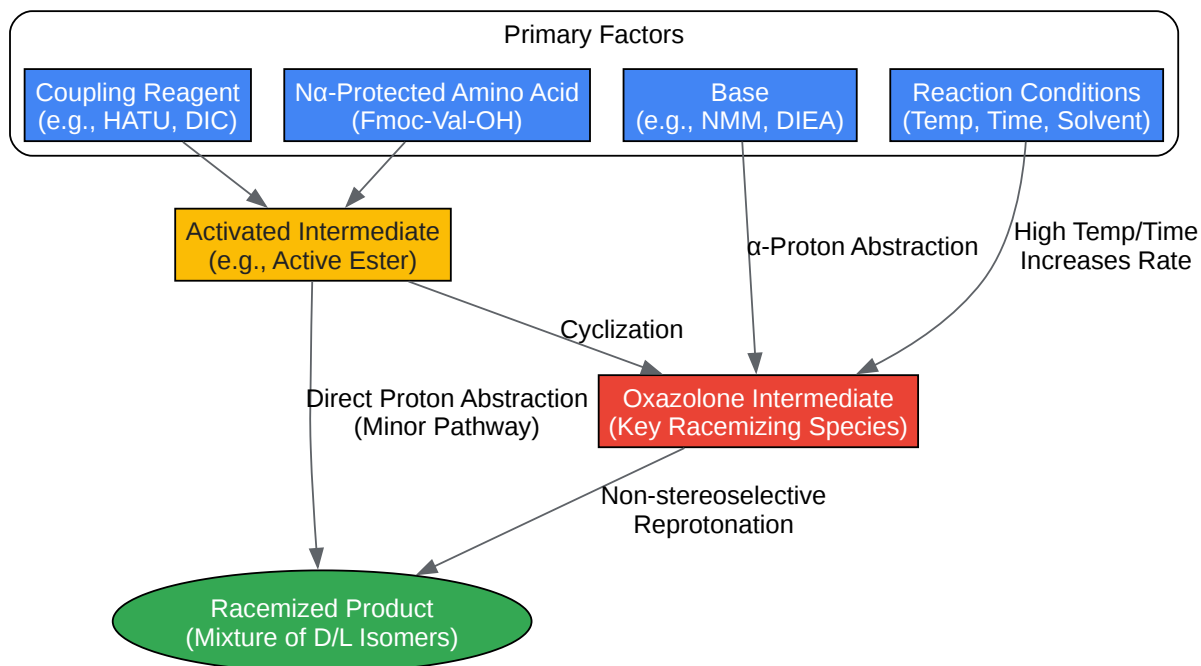 Primary Factors
Coupling Reagent
(e.g., HATU, DIC)
Nα-Protected Amino Acid
(Fmoc-Val-OH)
Base
(e.g., NMM, DIEA)
Reaction Conditions
(Temp, Time, Solvent)
Activated Intermediate
(e.g., Active Ester)
α-Proton Abstraction
High Temp/Time
Increases Rate
Cyclization
Direct Proton Abstraction
(Minor Pathway)
Oxazolone Intermediate
(Key Racemizing Species)
Non-stereoselective
Reprotonation
Racemized Product
(Mixture of D/L Isomers)